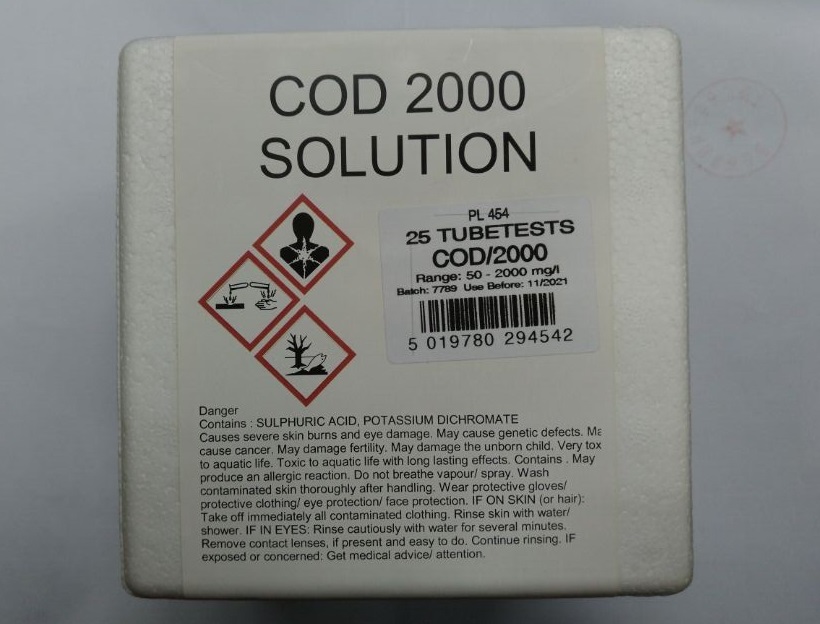 COD 2000
SOLUTION
PL 454
25 TUBETESTS
COD/2000
Range: 50 - 2000 mg/l
Batch: 7789 Use Before: 11/2021
5 019780 294542
Danger
Contains : SULPHURIC ACID, POTASSIUM DICHROMATE
Causes severe skin burns and eye damage. May cause genetic defects. Ma
cause cancer. May damage fertility. May damage the unborn child. Very tox
to aquatic life. Toxic to aquatic life with long lasting effects. Contains . May
produce an allergic reaction. Do not breathe vapour/ spray. Wash
contaminated skin thoroughly after handling. Wear protective gloves/
protective clothing/ eye protection/ face protection. IF ON SKIN (or hair):
Take off immediately all contaminated clothing. Rinse skin with water/
shower. IF IN EYES: Rinse cautiously with water for several minutes.
Remove contact lenses, if present and easy to do. Continue rinsing. IF
exposed or concerned: Get medical advice/ attention.